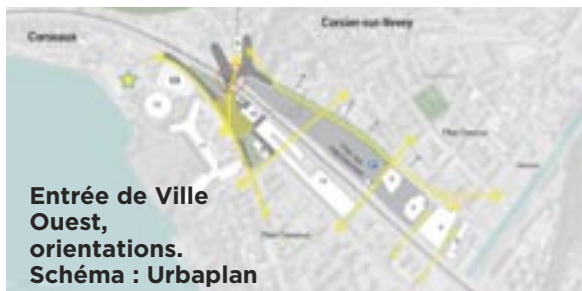 Corseaux
Corsier-sur-Vevey
Entrée de Ville
Ouest,
orientations.
Schéma : Urbaplan